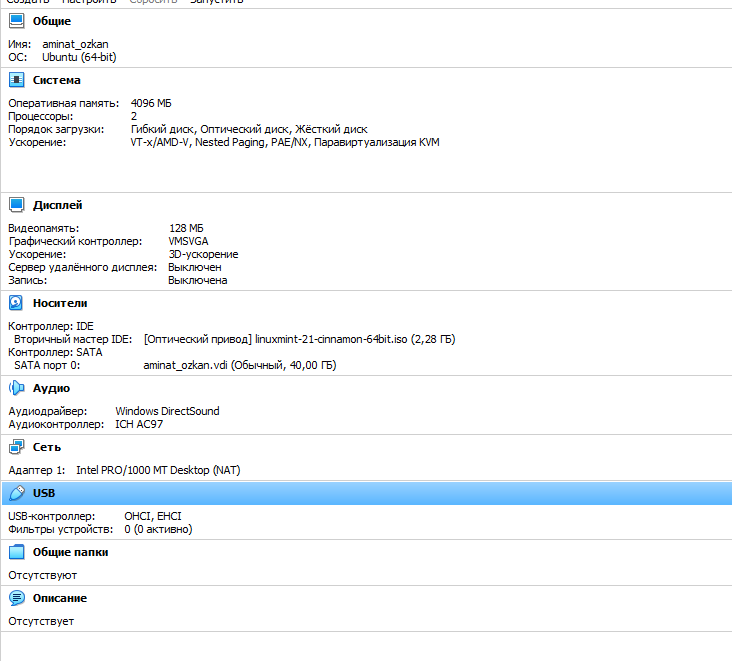 Создать Настроить Сбросить Запустить
Общие
Имя: aminat_ozkan
ОС: Ubuntu (64-bit)
Система
Оперативная память: 4096 МБ
Процессоры: 2
Порядок загрузки: Гибкий диск, Оптический диск, Жёсткий диск
Ускорение: VT-x/AMD-V, Nested Paging, PAE/NX, Паравиртуализация KVM
Дисплей
Видеопамять: 128 МБ
Графический контроллер: VMSVGA
Ускорение: 3D-ускорение
Сервер удалённого дисплея: Выключен
Запись: Выключена
Носители
Контроллер: IDE
Вторичный мастер IDE: [Оптический привод] linuxmint-21-cinnamon-64bit.iso (2,28 ГБ)
Контроллер: SATA
SATA порт 0: aminat_ozkan.vdi (Обычный, 40,00 ГБ)
Аудио
Аудиодрайвер: Windows DirectSound
Аудиоконтроллер: ICH AC97
Сеть
Адаптер 1: Intel PRO/1000 MT Desktop (NAT)
USB
USB-контроллер: OHCI, EHCI
Фильтры устройств: 0 (0 активно)
Общие папки
Отсутствуют
Описание
Отсутствует